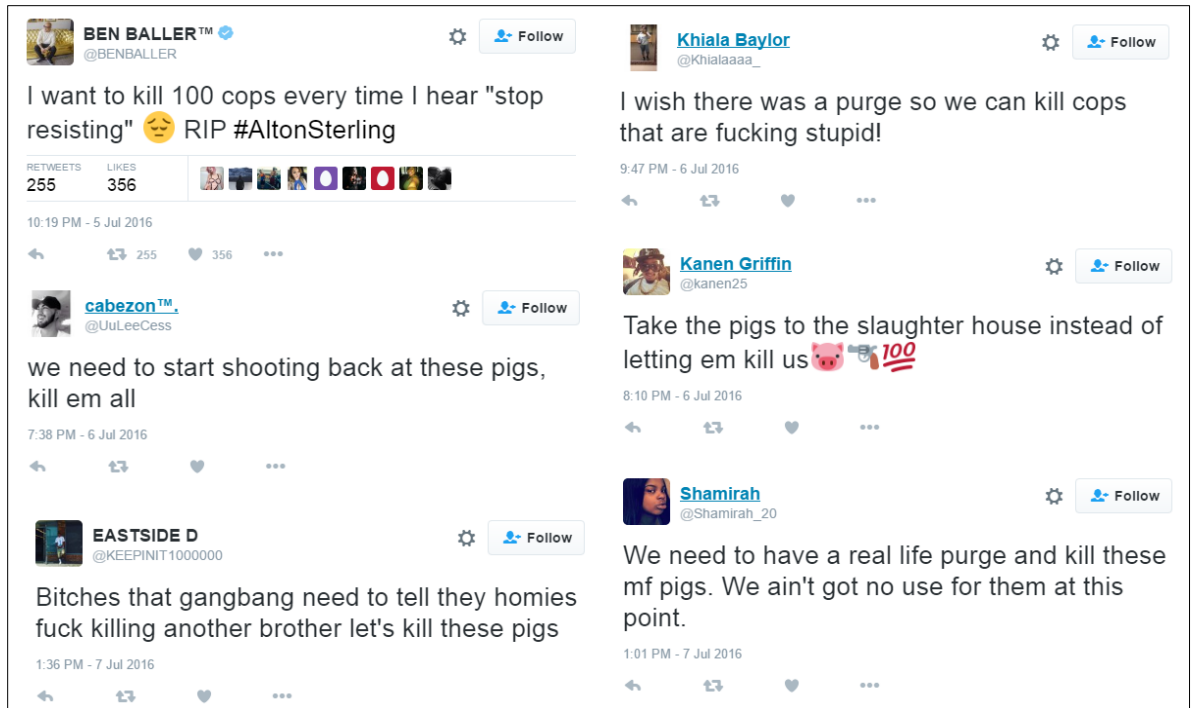 BEN BALLER™
@BENBALLER
Follow
I want to kill 100 cops every time I hear "stop
resisting" 😔 RIP #AltonSterling
RETWEETS
255
LIKES
356
10:19 PM - 5 Jul 2016
255
356
cabezon™.
@UuLeeCess
Follow
we need to start shooting back at these pigs,
kill em all
7:38 PM - 6 Jul 2016
EASTSIDE D
@KEEPINIT1000000
Follow
Bitches that gangbang need to tell they homies
fuck killing another brother let's kill these pigs
1:36 PM - 7 Jul 2016
Khiala Baylor
@Khialaaaa_
Follow
I wish there was a purge so we can kill cops
that are fucking stupid!
9:47 PM - 6 Jul 2016
Kanen Griffin
@kanen25
Follow
Take the pigs to the slaughter house instead of
letting em kill us🐷🔫💯
8:10 PM - 6 Jul 2016
Shamirah
@Shamirah_20
Follow
We need to have a real life purge and kill these
mf pigs. We ain't got no use for them at this
point.
1:01 PM - 7 Jul 2016